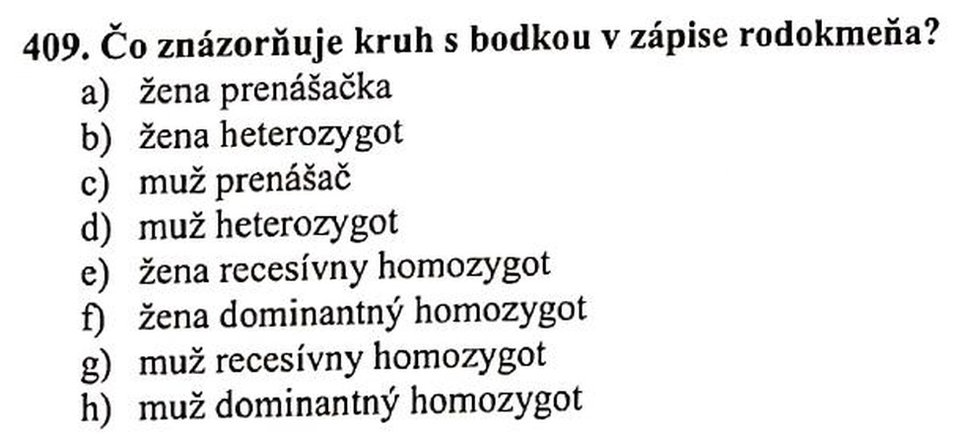 409. Čo znázorňuje kruh s bodkou v zápise rodokmeňa?
a) žena prenášačka
b) žena heterozygot
c) muž prenášač
d) muž heterozygot
e) žena recesívny homozygot
f) žena dominantný homozygot
g) muž recesívny homozygot
h) muž dominantný homozygot